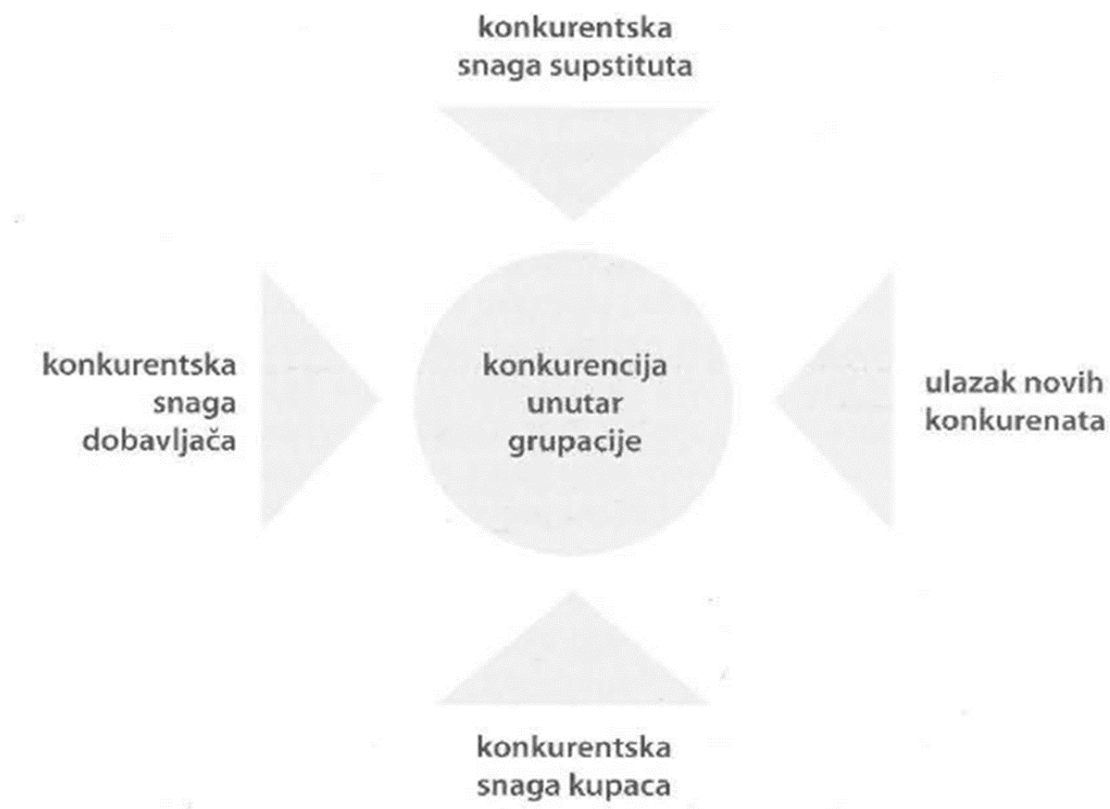 konkurentska
snaga supstituta
konkurentska
snaga
dobavljača
konkurencija
unutar
grupacije
ulazak novih
konkurenata
konkurentska
snaga kupaca